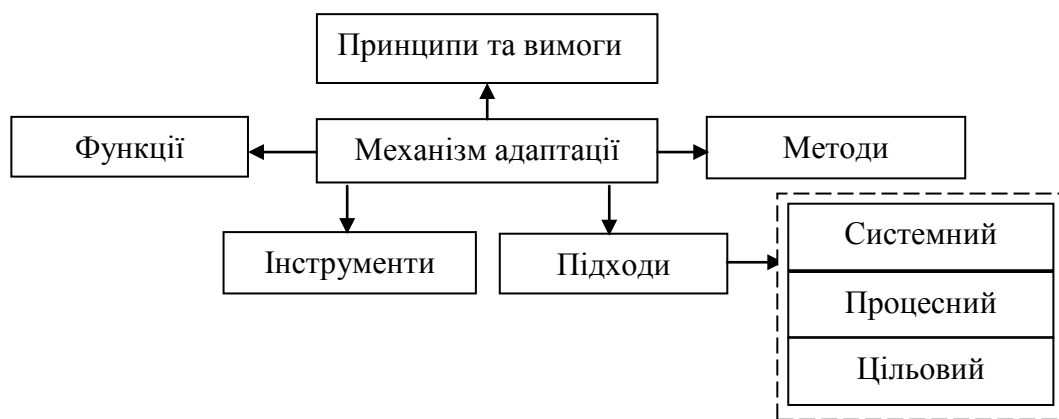 Принципи та вимоги
Функції
Механізм адаптації
Методи
Інструменти
Підходи
Системний
Процесний
Цільовий